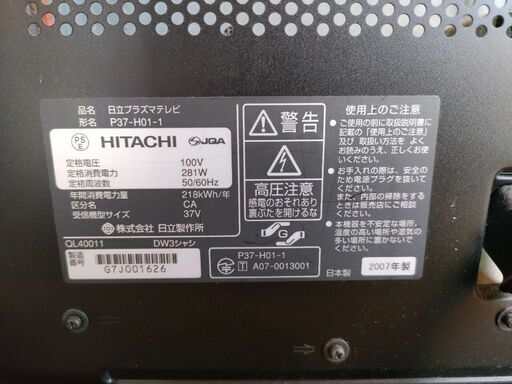 品名 日立プラズマテレビ
形名 P37-H01-1
PS E HITACHI JQA
定格電圧 100V
定格消費電力 281W
定格周波数 50/60Hz
年間消費電力量 218kWh/年
区分名 CA
受信機型サイズ 37V
株式会社 日立製作所
QL40011 DW3シャシ
製造番号 G7J001626
警告
高圧注意
感電のおそれあり
裏ぶたを開けるな
G
P37-H01-1
T A07-0013001
使用上のご注意
●ご使用の前に取扱説明書に
記載の「使用上のご注意」
及び 取扱い方法を よく
お読みのうえ、正しくお使
いください。
●お手入れの際は、安全のた
め電源プラグを抜いてくだ
さい。
また、内部の掃除をする
ときは販売店にご相談く
ださい。
●本機器を不安定な場所、
温度の高い場所や湿気の多
い場所に置かないでください。
日本製 2007年製